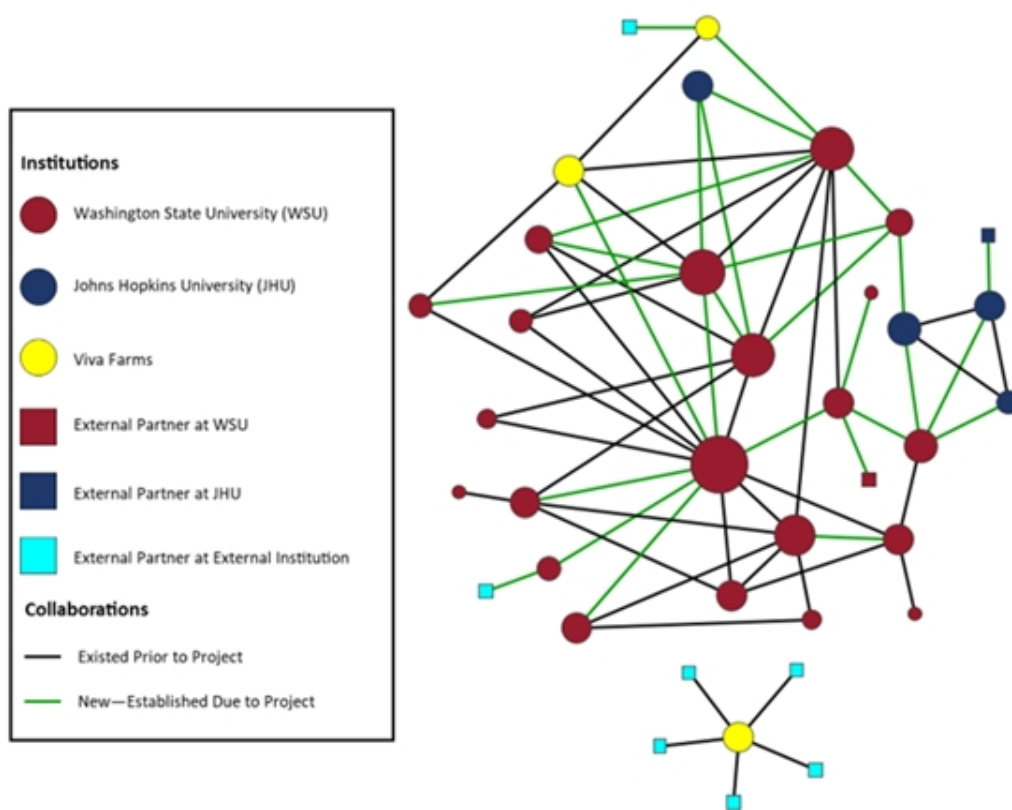 Institutions
Washington State University (WSU)
Johns Hopkins University (JHU)
Viva Farms
External Partner at WSU
External Partner at JHU
External Partner at External Institution
Collaborations
Existed Prior to Project
New—Established Due to Project